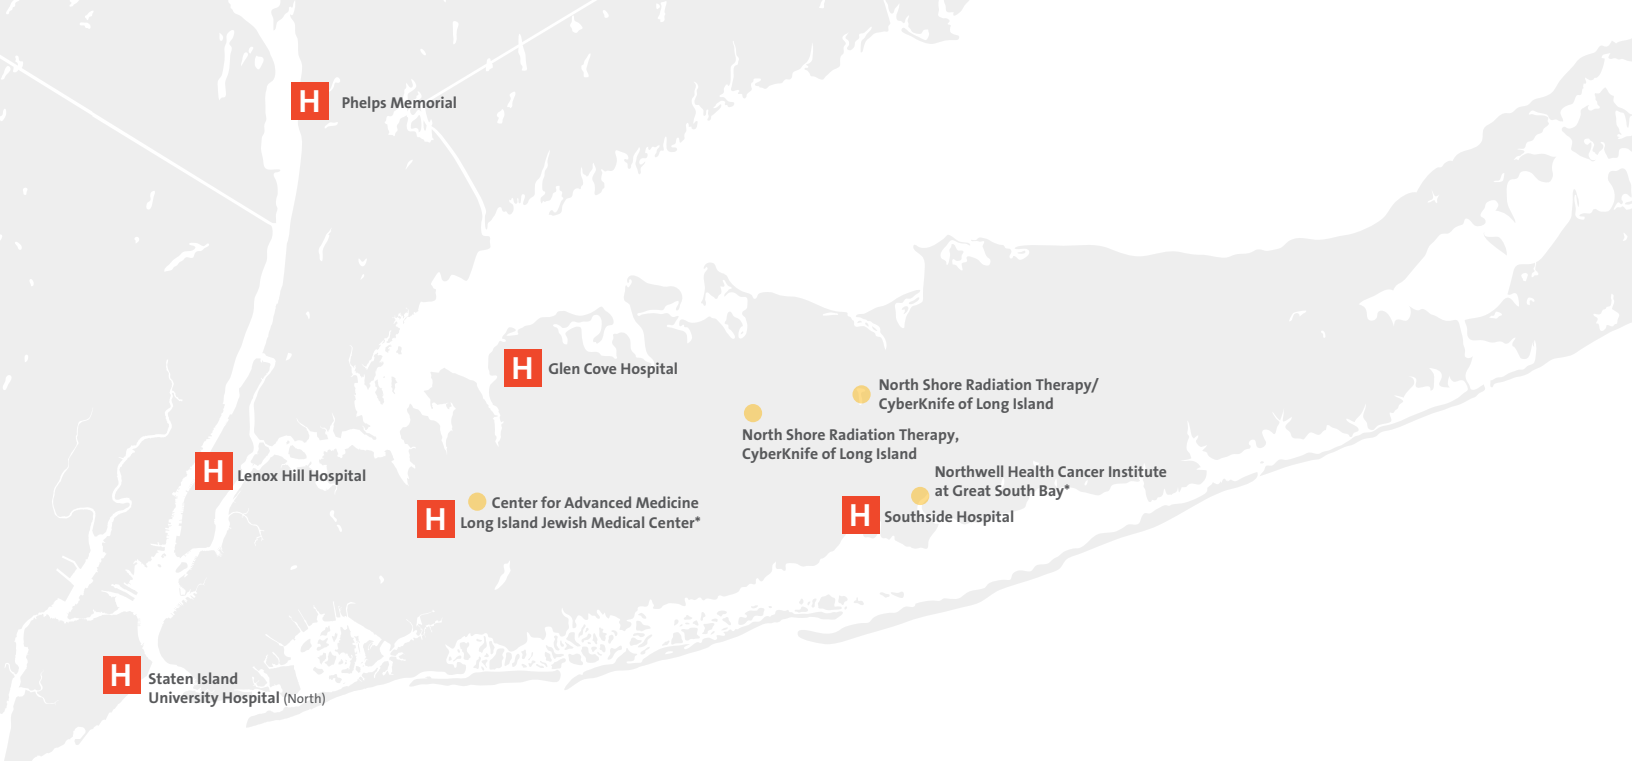 H Phelps Memorial
H Glen Cove Hospital
North Shore Radiation Therapy/
CyberKnife of Long Island
North Shore Radiation Therapy,
CyberKnife of Long Island
H Lenox Hill Hospital
Northwell Health Cancer Institute
at Great South Bay*
Center for Advanced Medicine
H Long Island Jewish Medical Center*
H Southside Hospital
H Staten Island
University Hospital (North)